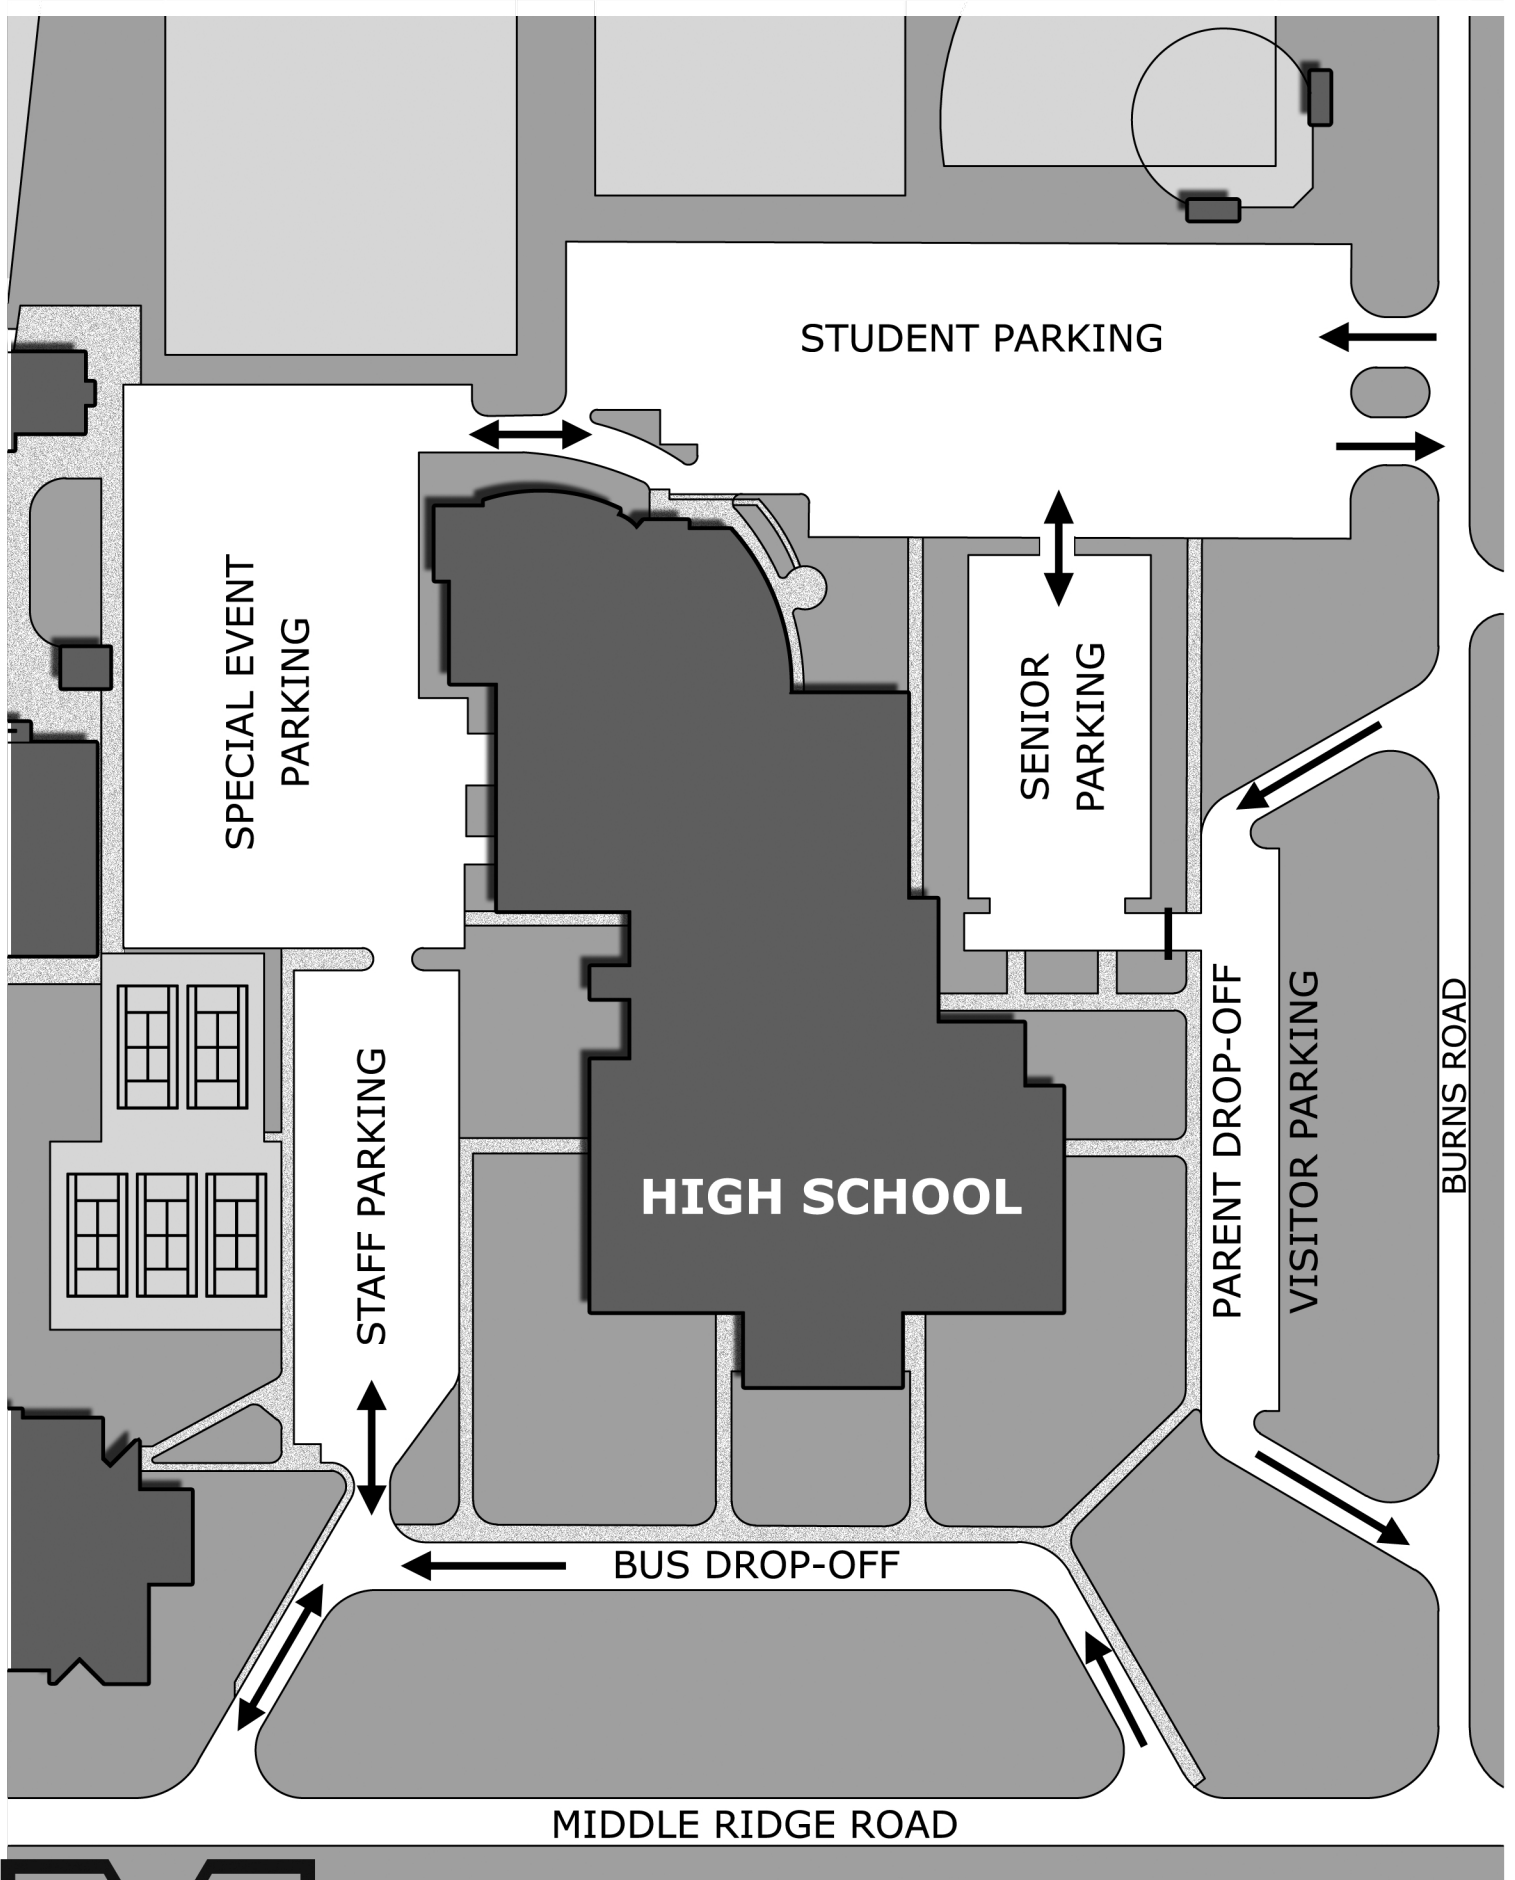 STUDENT PARKING
SPECIAL EVENT
PARKING
SENIOR
PARKING
STAFF PARKING
HIGH SCHOOL
PARENT DROP-OFF
VISITOR PARKING
BURNS ROAD
BUS DROP-OFF
MIDDLE RIDGE ROAD